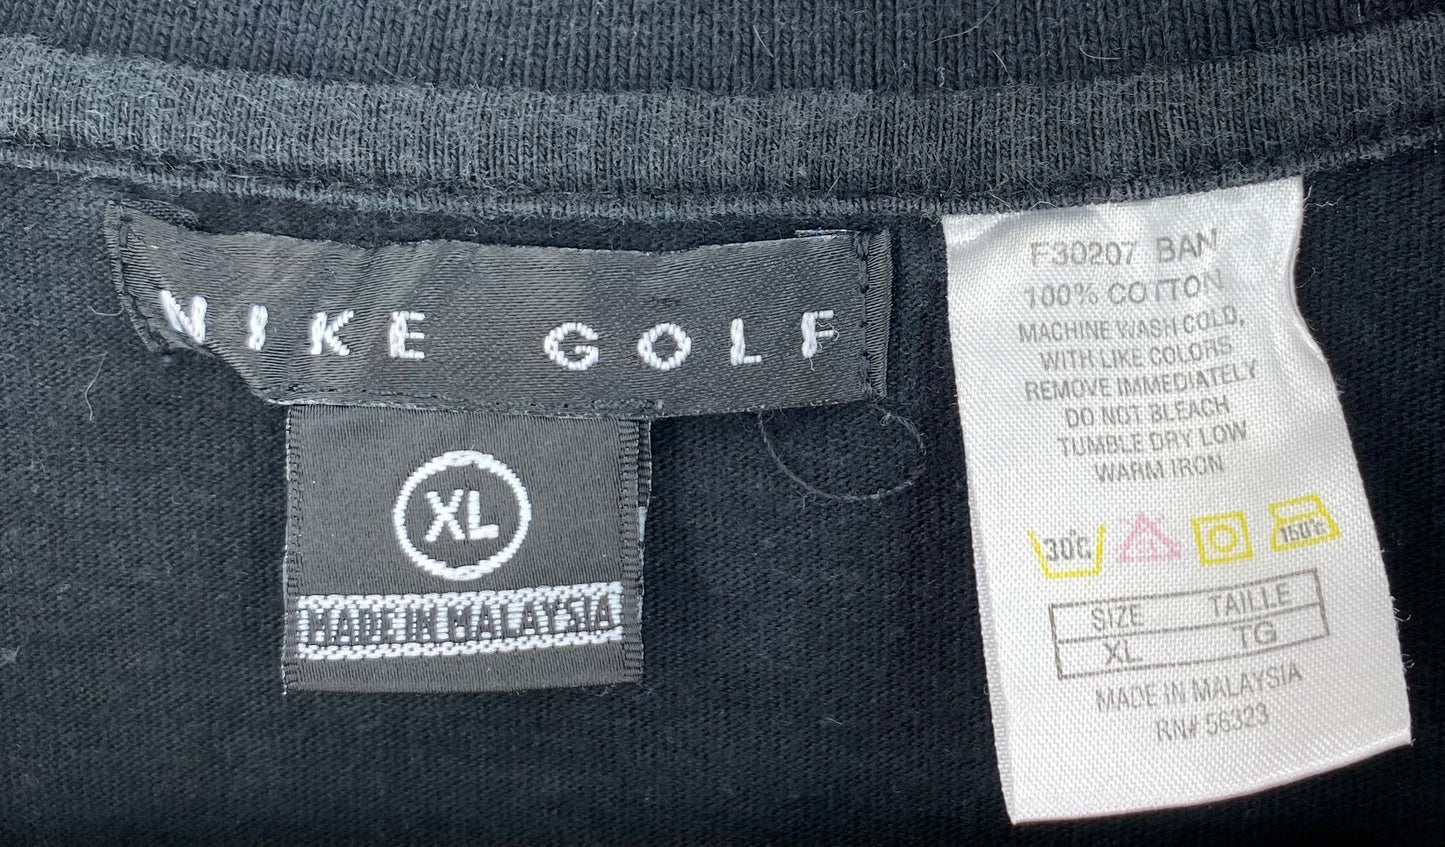 NIKE GOLF
XL
MADE IN MALAYSIA
F30207 BAN
100% COTTON
MACHINE WASH COLD,
WITH LIKE COLORS
REMOVE IMMEDIATELY
DO NOT BLEACH
TUMBLE DRY LOW
WARM IRON
30°C 150°C
SIZE TAILLE
XL TG
MADE IN MALAYSIA
RN# 56323